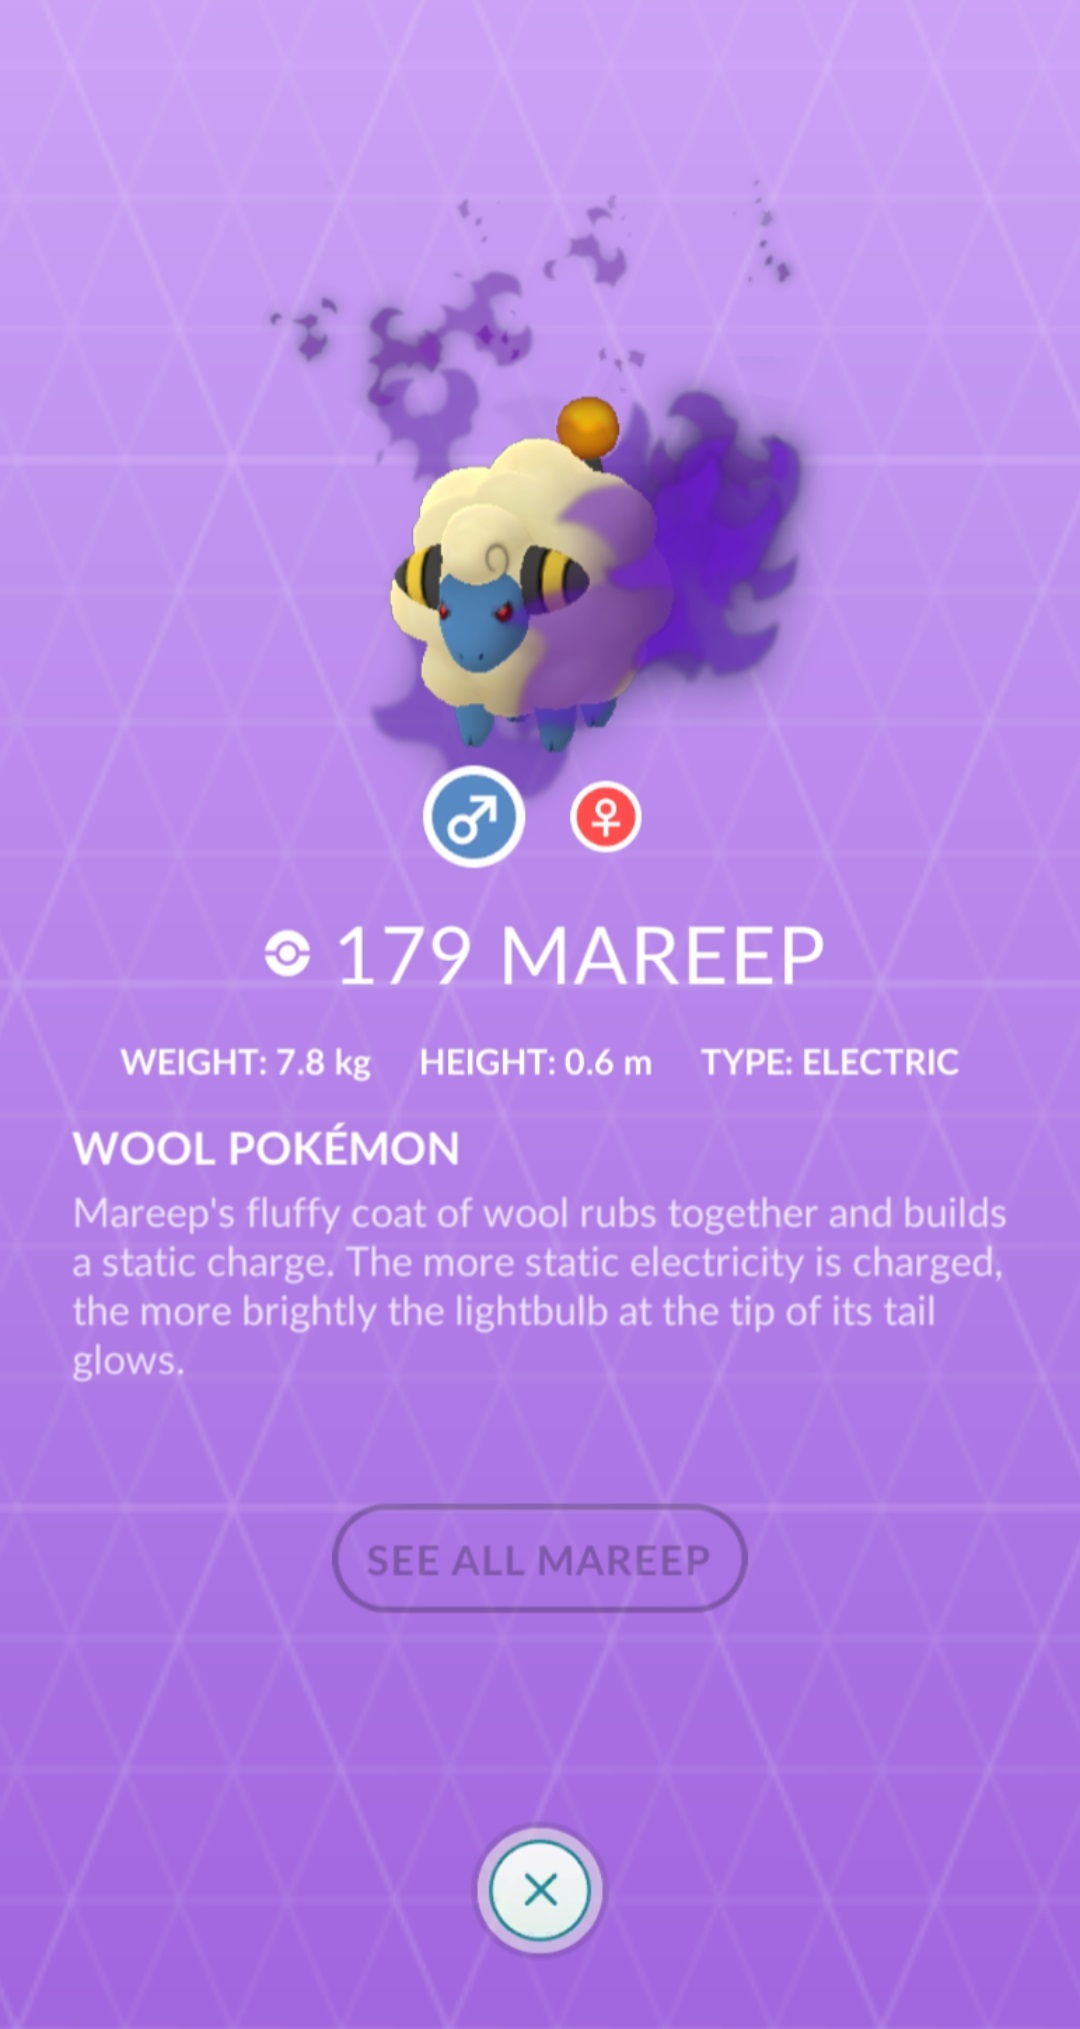 179 MAREEP
WEIGHT: 7.8 kg HEIGHT: 0.6 m TYPE: ELECTRIC
WOOL POKÉMON
Mareep's fluffy coat of wool rubs together and builds
a static charge. The more static electricity is charged,
the more brightly the lightbulb at the tip of its tail
glows.
SEE ALL MAREEP